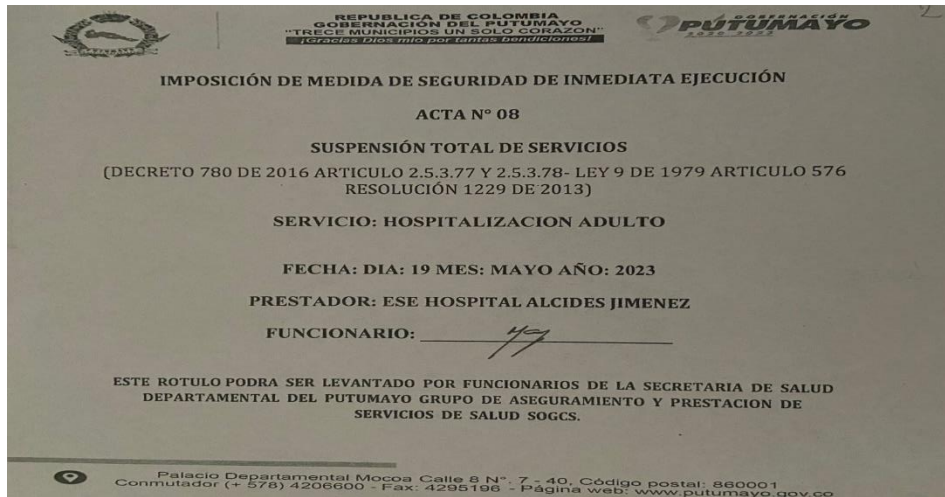 REPUBLICA DE COLOMBIA
GOBERNACIÓN DEL PUTUMAYO
"TRECE MUNICIPIOS UN SOLO CORAZON"
¡Gracias Dios mío por tantas bendiciones!
GOBERNACIÓN
PUTUMAYO
2020 - 2023
2
IMPOSICIÓN DE MEDIDA DE SEGURIDAD DE INMEDIATA EJECUCIÓN
ACTA N° 08
SUSPENSIÓN TOTAL DE SERVICIOS
(DECRETO 780 DE 2016 ARTICULO 2.5.3.77 Y 2.5.3.78- LEY 9 DE 1979 ARTICULO 576
RESOLUCIÓN 1229 DE 2013)
SERVICIO: HOSPITALIZACION ADULTO
FECHA: DIA: 19 MES: MAYO AÑO: 2023
PRESTADOR: ESE HOSPITAL ALCIDES JIMENEZ
FUNCIONARIO:
ESTE ROTULO PODRA SER LEVANTADO POR FUNCIONARIOS DE LA SECRETARIA DE SALUD
DEPARTAMENTAL DEL PUTUMAYO GRUPO DE ASEGURAMIENTO Y PRESTACION DE
SERVICIOS DE SALUD SOGCS.
Palacio Departamental Mocoa Calle 8 N°. 7 - 40, Código postal: 860001
Conmutador (+ 578) 4206600 - Fax: 4295196 - Página web: www.putumayo.gov.co